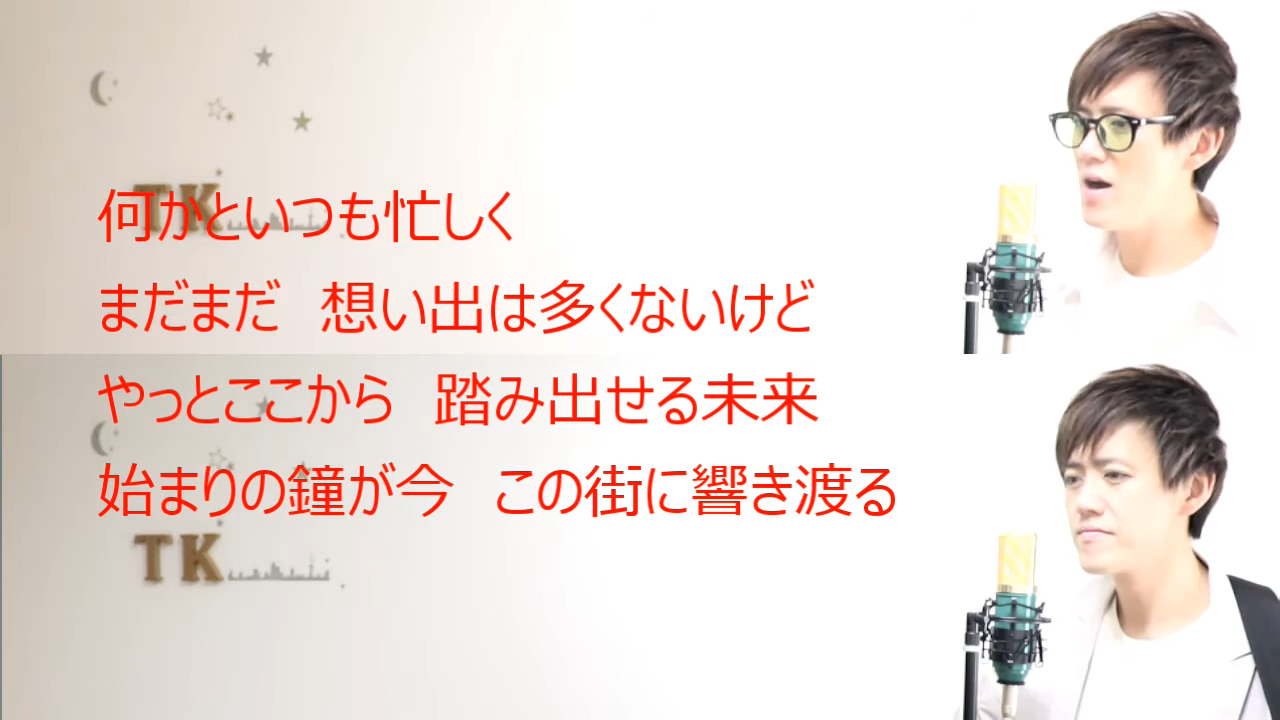 何かといつも忙しく
まだまだ　想い出は多くないけど
やっとここから　踏み出せる未来
始まりの鐘が今　この街に響き渡る
TK
TK